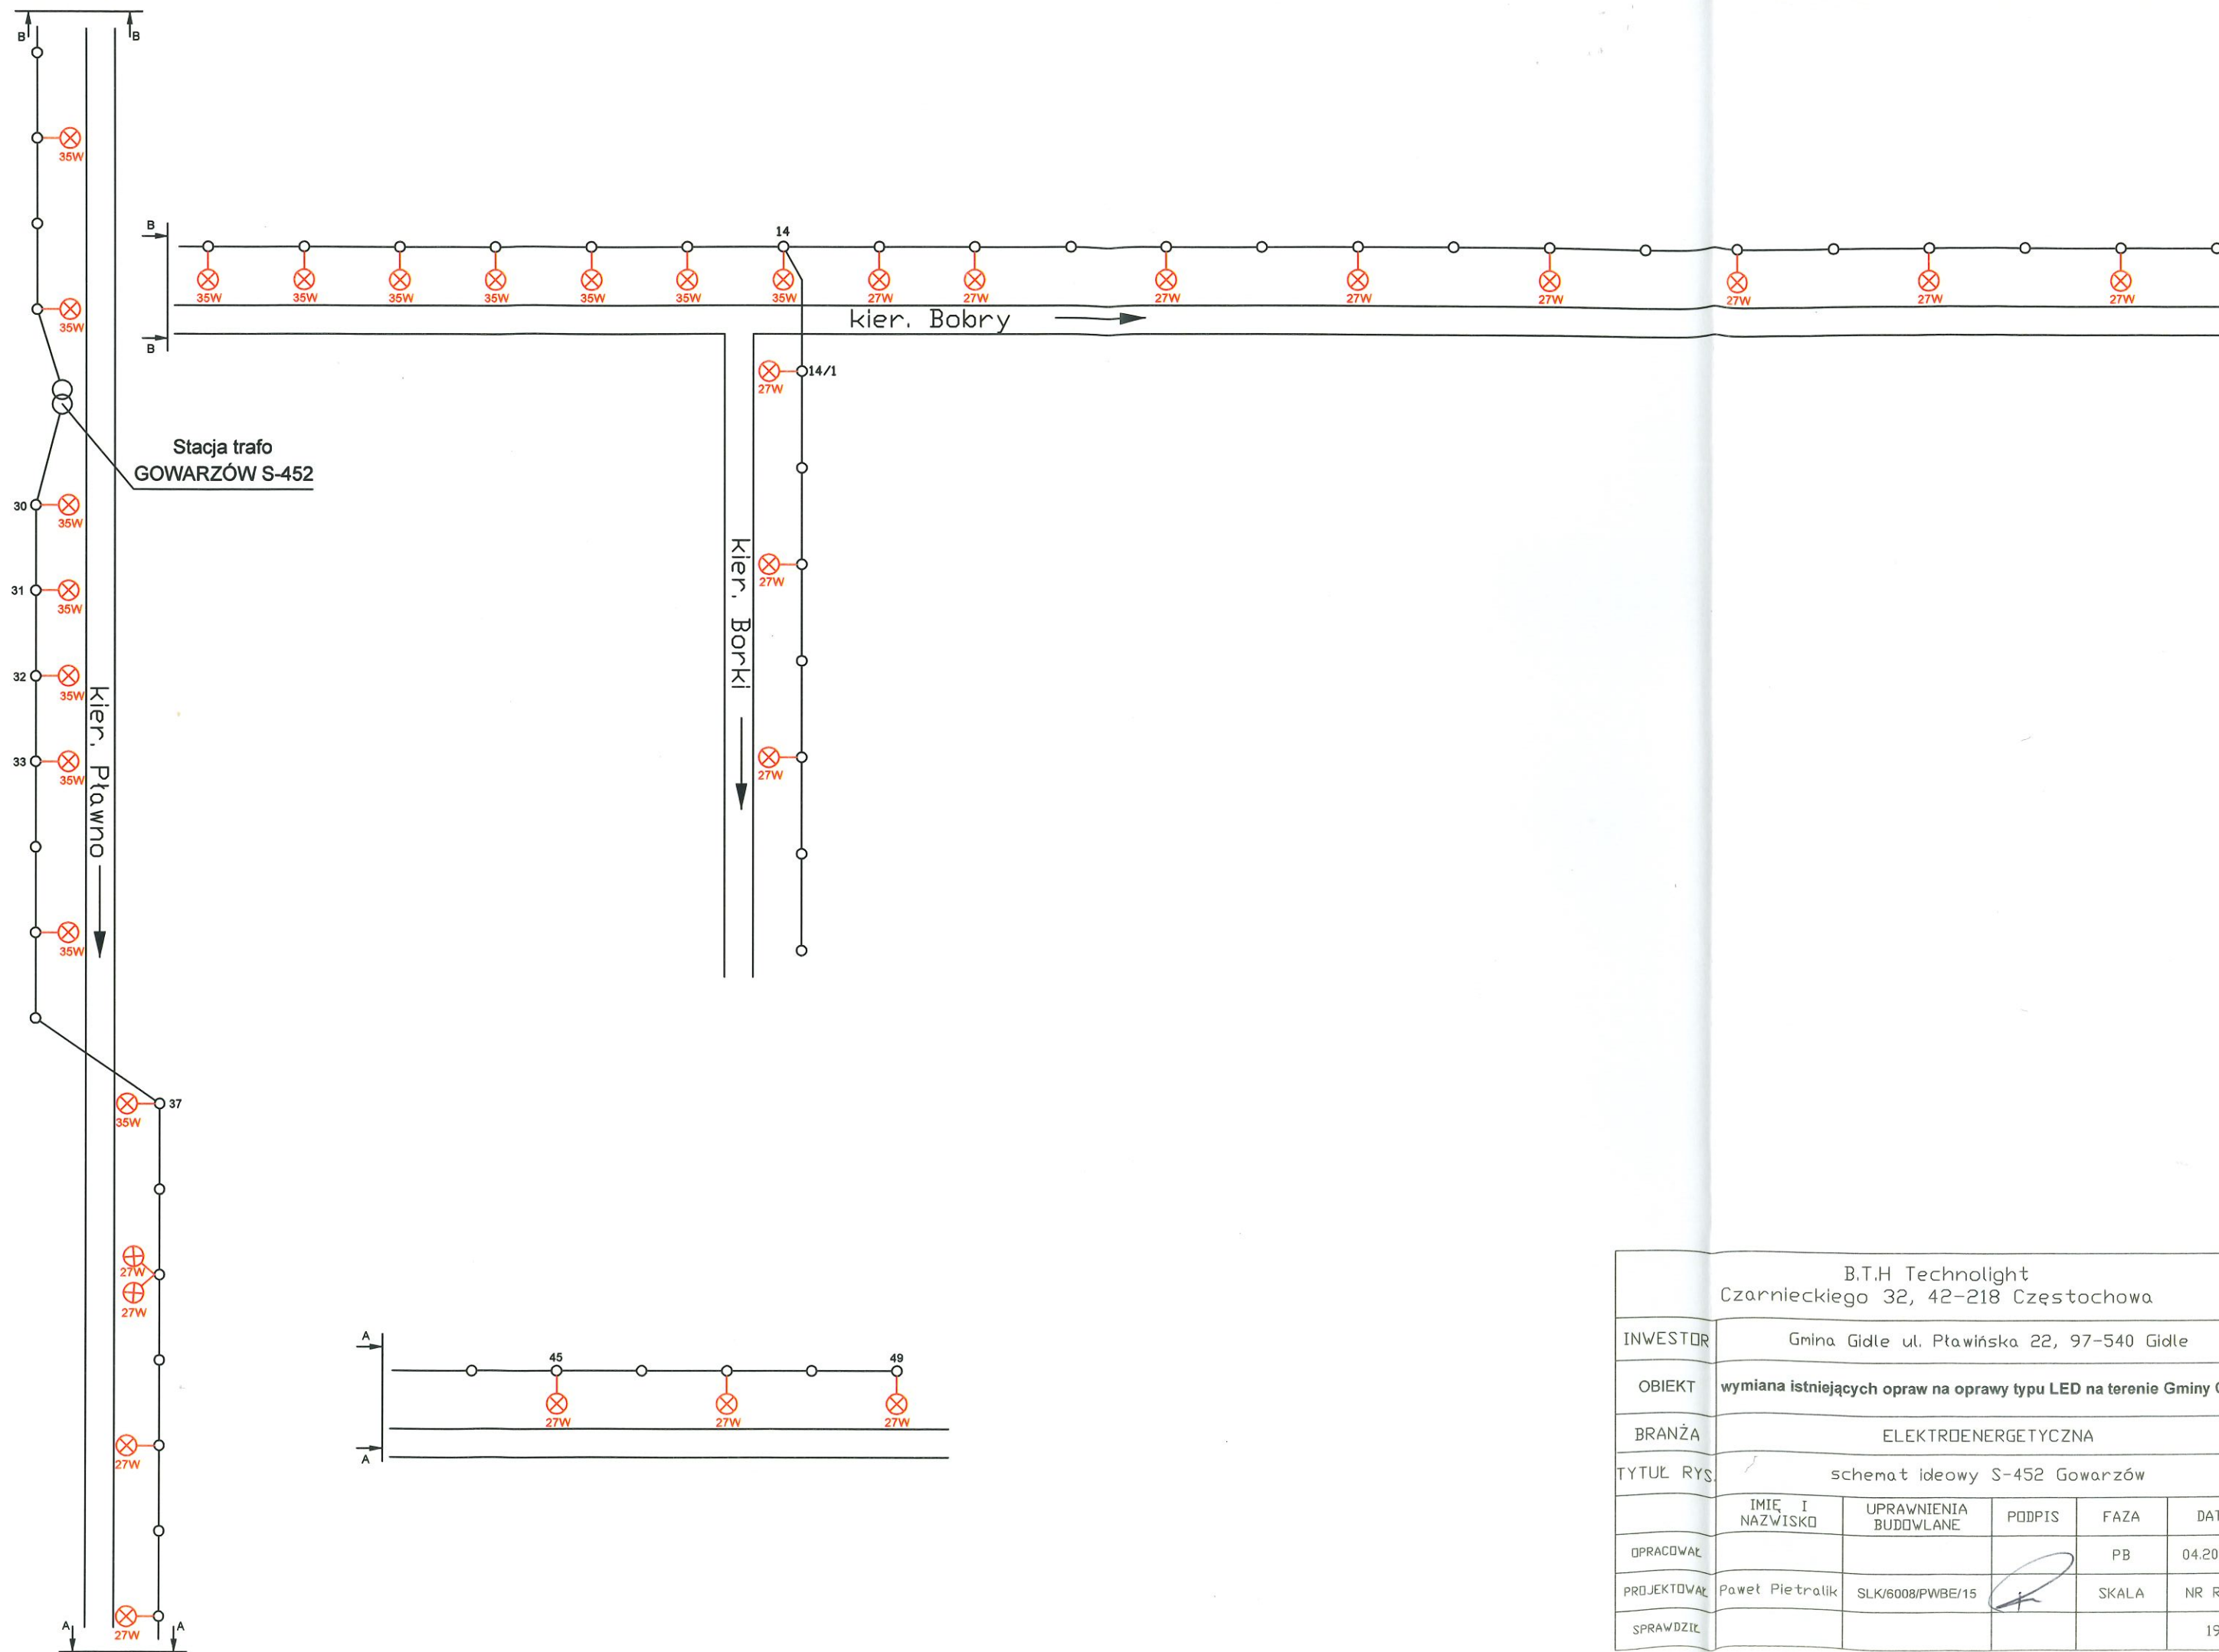 B
B
35W
35W
Stacja trafo
GOWARZÓW S-452
30
35W
31
35W
32
35W
33
35W
kier. Pławno
35W
37
35W
27W
27W
27W
27W
A
A
B
B
14
35W
35W
35W
35W
35W
35W
35W
27W
27W
27W
27W
27W
27W
27W
27W
kier. Bobry
14/1
27W
27W
27W
kier. Borki
A
A
45
49
27W
27W
27W
B.T.H Technolight
Czarnieckiego 32, 42-218 Częstochowa
INWESTOR Gmina Gidle ul. Pławińska 22, 97-540 Gidle
OBIEKT wymiana istniejących opraw na oprawy typu LED na terenie Gminy
BRANŻA ELEKTROENERGETYCZNA
TYTUŁ RYS. schemat ideowy S-452 Gowarzów
IMIĘ I NAZWISKO UPRAWNIENIA BUDOWLANE PODPIS FAZA DAT
OPRACOWAŁ PB 04.20
PROJEKTOWAŁ Paweł Pietralik SLK/6008/PWBE/15 SKALA NR R
SPRAWDZIŁ 19